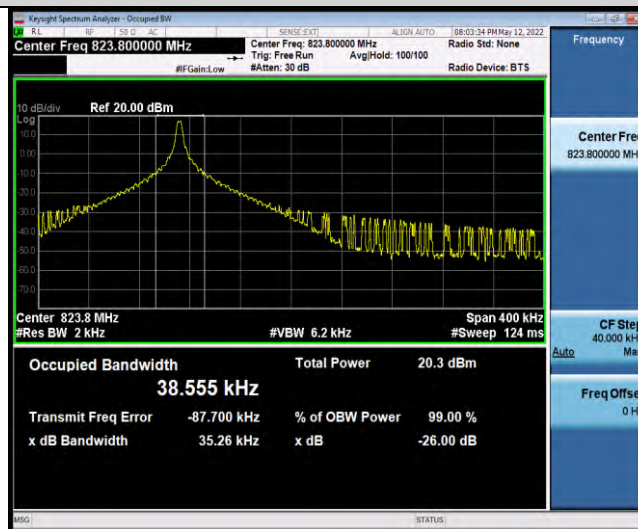 Keysight Spectrum Analyzer - Occupied BW
RL RF 50 Ω AC SENSE:EXT ALIGN AUTO 08:03:34 PM May 12, 2022
Center Freq 823.800000 MHz Center Freq: 823.800000 MHz Radio Std: None Frequency
Trig: Free Run Avg|Hold: 100/100
#IFGain:Low #Atten: 30 dB Radio Device: BTS
10 dB/div Ref 20.00 dBm
Log
10.0
0.00
-10.0
-20.0
-30.0
-40.0
-50.0
-60.0
-70.0
Center Fre
823.800000 MH
Center 823.8 MHz Span 400 kHz
#Res BW 2 kHz #VBW 6.2 kHz #Sweep 124 ms
CF Step
40.000 kH
Auto Ma
Occupied Bandwidth Total Power 20.3 dBm
38.555 kHz
Freq Offse
0 H
Transmit Freq Error -87.700 kHz % of OBW Power 99.00 %
x dB Bandwidth 35.26 kHz x dB -26.00 dB
MSG STATUS